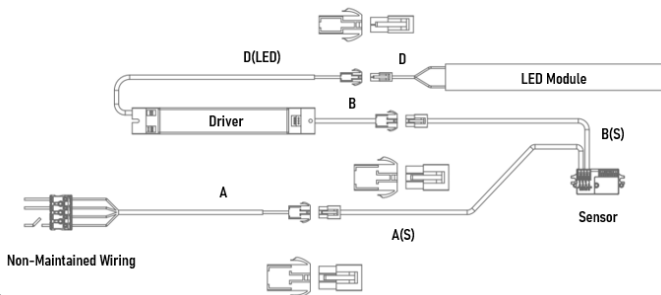 D(LED)
D
LED Module
B
Driver
B(S)
A
Sensor
A(S)
Non-Maintained Wiring